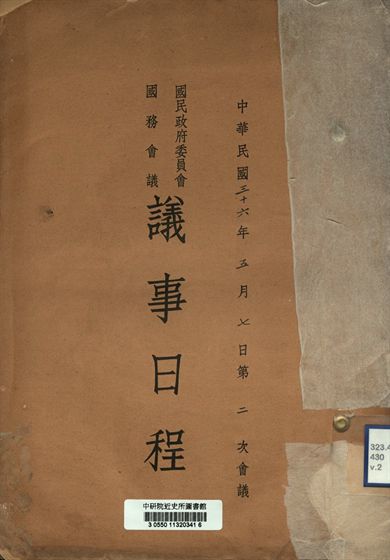 中華民國三十六年五月七日第二次會議
國民政府委員會
國務會議
議事日程
中研院近史所圖書館
3 0550 11320341 6
323.4
430
v.2